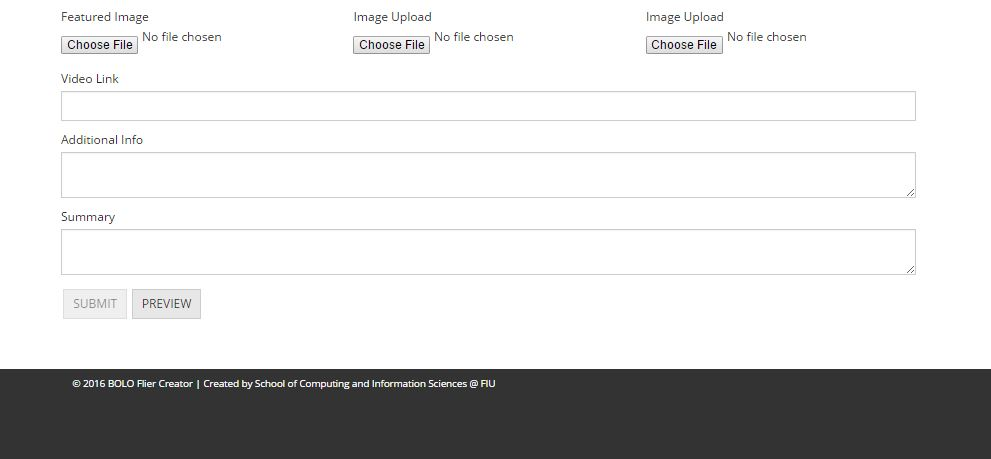 Featured Image Image Upload Image Upload
Choose File No file chosen Choose File No file chosen Choose File No file chosen
Video Link
Additional Info
Summary
SUBMIT PREVIEW
© 2016 BOLO Flier Creator | Created by School of Computing and Information Sciences @ FIU